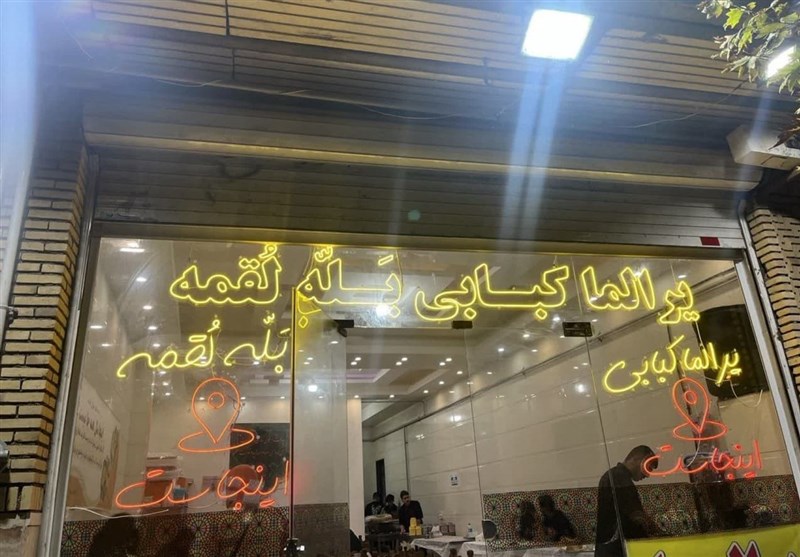 یرالما کبابی بَلّهِ لُقمه
یرالما کبابی
اینجاست
بَلّه لُقمه
اینجاست